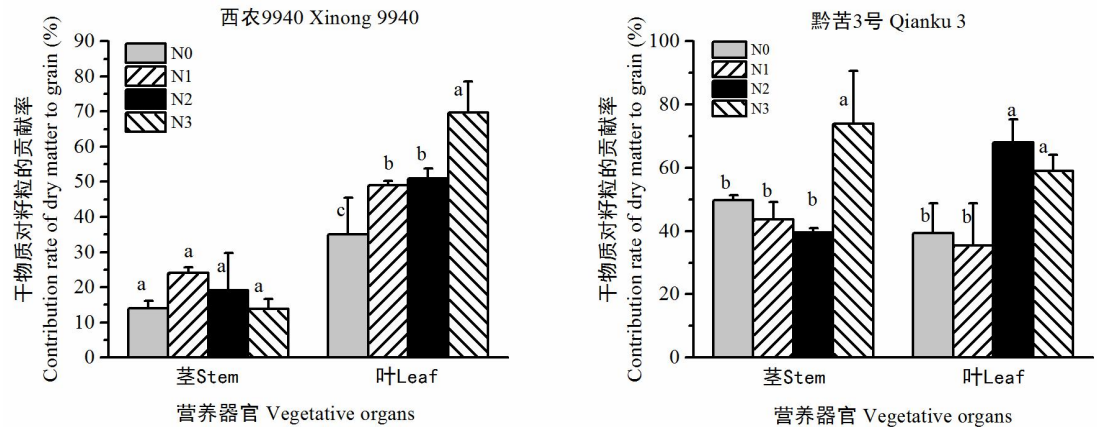 西农9940 Xinong 9940
干物质对籽粒的贡献率
Contribution rate of dry matter to grain (%)
100
90
80
70
60
50
40
30
20
10
0
N0
N1
N2
N3
a
a
a
a
c
b
b
a
茎Stem
叶Leaf
营养器官 Vegetative organs
黔苦3号 Qianku 3
干物质对籽粒的贡献率
Contribution rate of dry matter to grain (%)
100
80
60
40
20
0
N0
N1
N2
N3
b
b
b
a
b
b
a
a
茎Stem
叶Leaf
营养器官 Vegetative organs